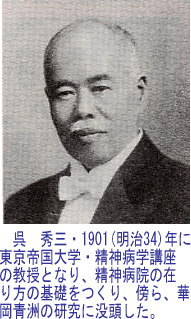 呉　秀三・1901(明治34)年に
東京帝国大学・精神病学講座
の教授となり、精神病院の在
り方の基礎をつくり、傍ら、華
岡青洲の研究に没頭した。